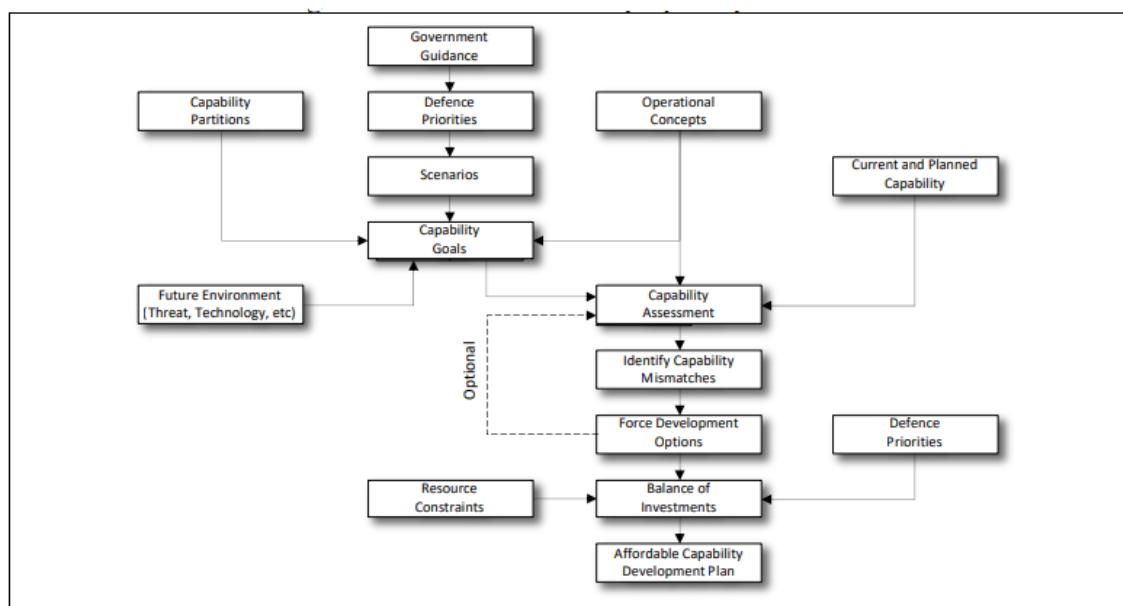 Government
Guidance
Capability
Partitions
Defence
Priorities
Operational
Concepts
Scenarios
Current and Planned
Capability
Capability
Goals
Future Environment
(Threat, Technology, etc)
Capability
Assessment
Optional
Identify Capability
Mismatches
Force Development
Options
Defence
Priorities
Resource
Constraints
Balance of
Investments
Affordable Capability
Development Plan